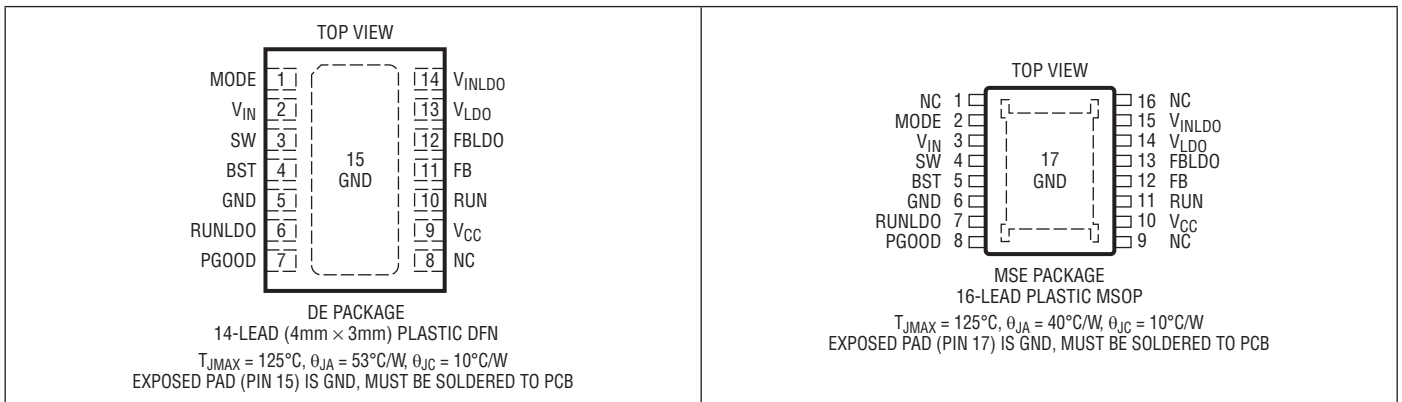 TOP VIEW
MODE 1 14 VINLDO
VIN 2 13 VLDO
SW 3 12 FBLDO
BST 4 11 FB
GND 5 10 RUN
RUNLDO 6 9 VCC
PGOOD 7 8 NC
15
GND
DE PACKAGE
14-LEAD (4mm × 3mm) PLASTIC DFN
TJMAX = 125°C, θJA = 53°C/W, θJC = 10°C/W
EXPOSED PAD (PIN 15) IS GND, MUST BE SOLDERED TO PCB
TOP VIEW
NC 1 16 NC
MODE 2 15 VINLDO
VIN 3 14 VLDO
SW 4 13 FBLDO
BST 5 12 FB
GND 6 11 RUN
RUNLDO 7 10 VCC
PGOOD 8 9 NC
17
GND
MSE PACKAGE
16-LEAD PLASTIC MSOP
TJMAX = 125°C, θJA = 40°C/W, θJC = 10°C/W
EXPOSED PAD (PIN 17) IS GND, MUST BE SOLDERED TO PCB